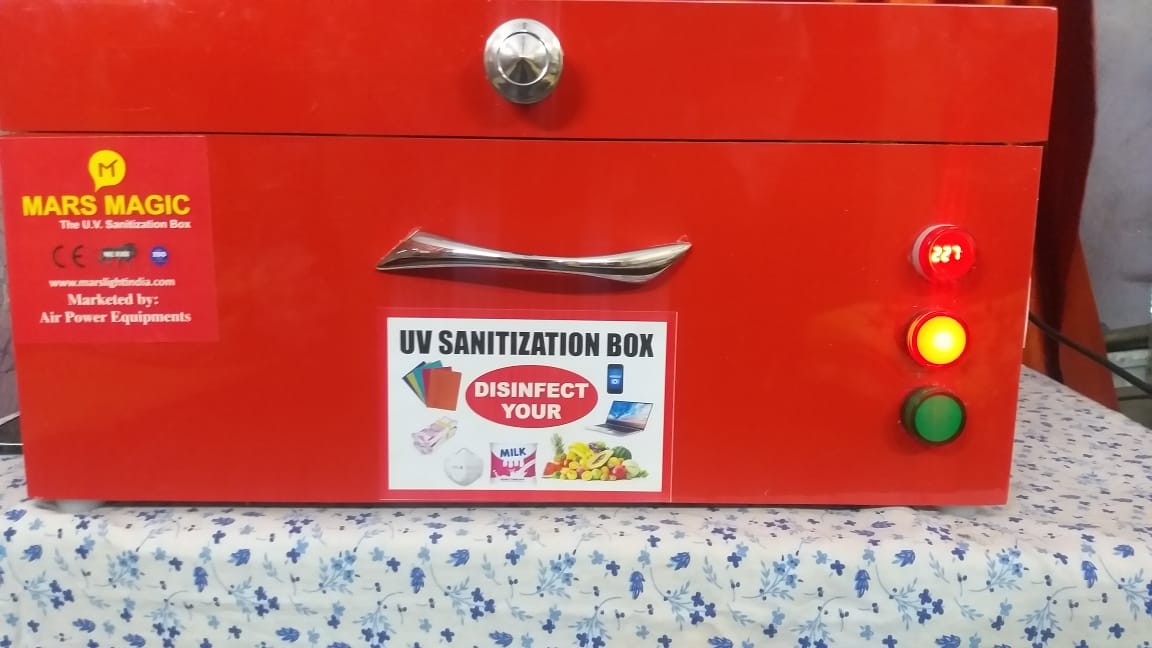 M
MARS MAGIC
The U.V. Sanitization Box
CE
ISO
www.marslightindia.com
Marketed by:
Air Power Equipments
227
UV SANITIZATION BOX
DISINFECT
YOUR
MILK